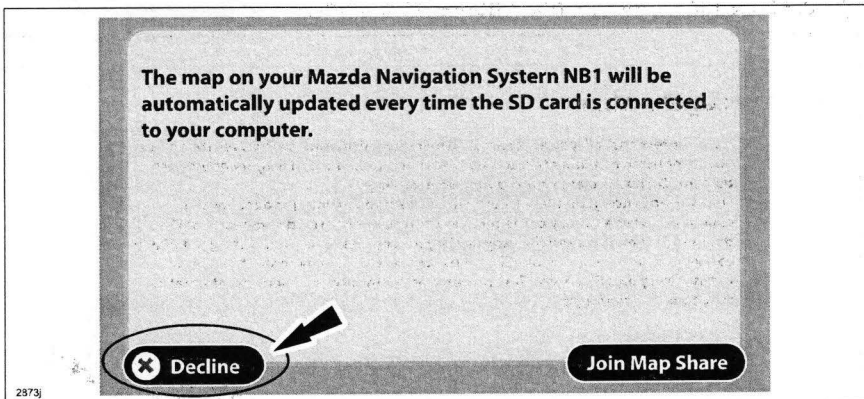 The map on your Mazda Navigation Systern NB1 will be
automatically updated every time the SD card is connected
to your computer.
Decline
Join Map Share
2873j